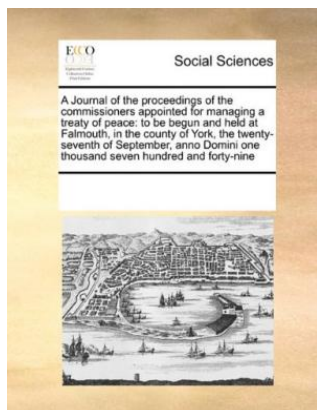 ECCO
Social Sciences
A Journal of the proceedings of the
commissioners appointed for managing a
treaty of peace: to be begun and held at
Falmouth, in the county of York, the twenty-
seventh of September, anno Domini one
thousand seven hundred and forty-nine